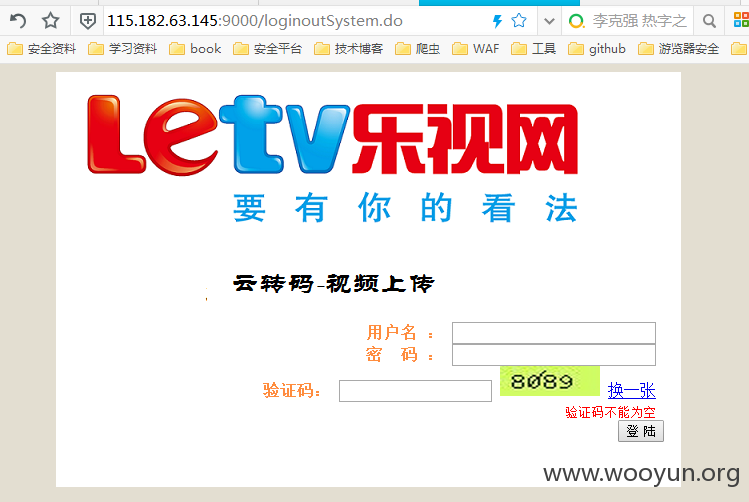 115.182.63.145:9000/loginoutSystem.do
李克强 热字之
安全资料 学习资料 book 安全平台 技术博客 爬虫 WAF 工具 github 游览器安全
Letv乐视网
要有你的看法
云转码-视频上传
用户名：
密 码：
验证码： 8089 换一张
验证码不能为空
登 陆
www.wooyun.org